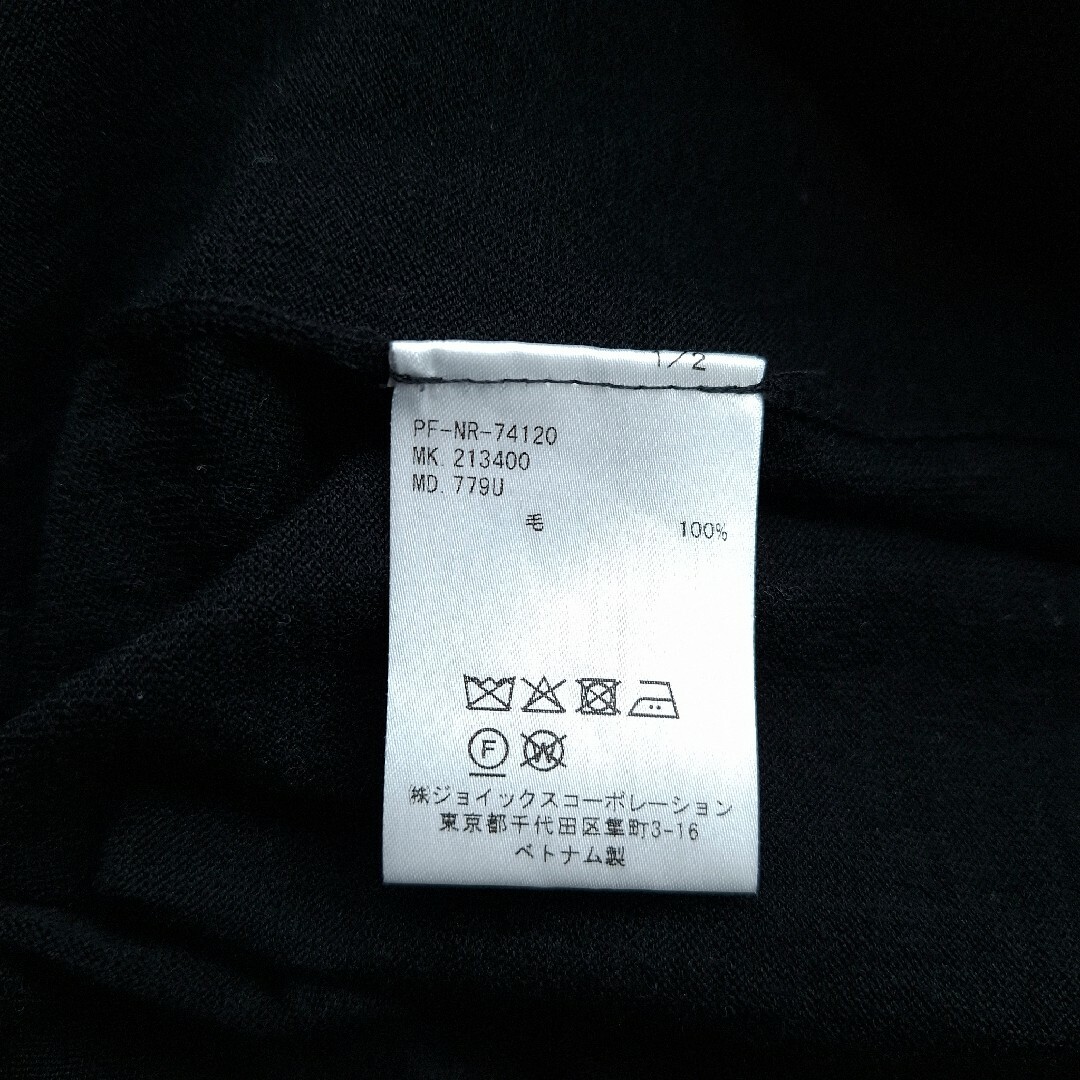 1/2
PF-NR-74120
MK. 213400
MD. 779U
毛 100%
F
W
㈱ジョイックスコーポレーション
東京都千代田区隼町3-16
ベトナム製